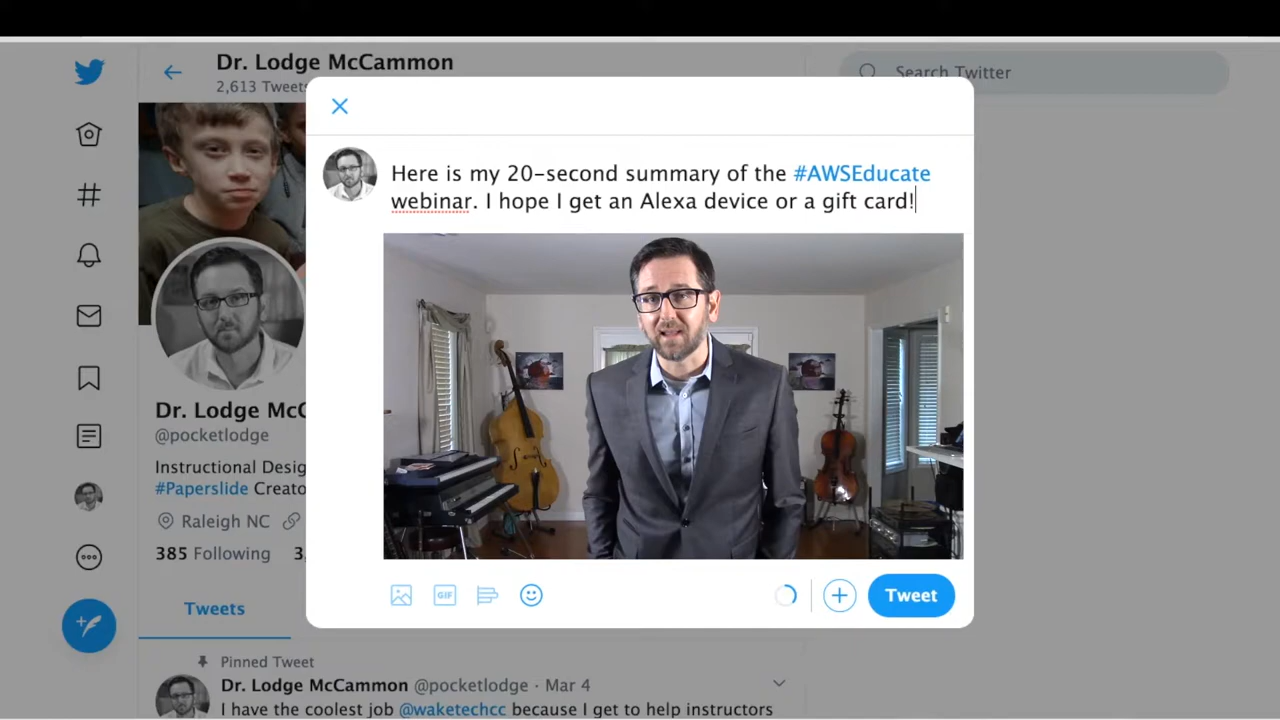 Dr. Lodge McCammon
2,613 Tweets
Search Twitter
Here is my 20-second summary of the #AWSEducate
webinar. I hope I get an Alexa device or a gift card!
Dr. Lodge McC
@pocketlodge
Instructional Desig
#Paperslide Creato
Raleigh NC
385 Following 3,
GIF
Tweet
Tweets
Pinned Tweet
Dr. Lodge McCammon @pocketlodge · Mar 4
I have the coolest job @waketechcc because I get to help instructors